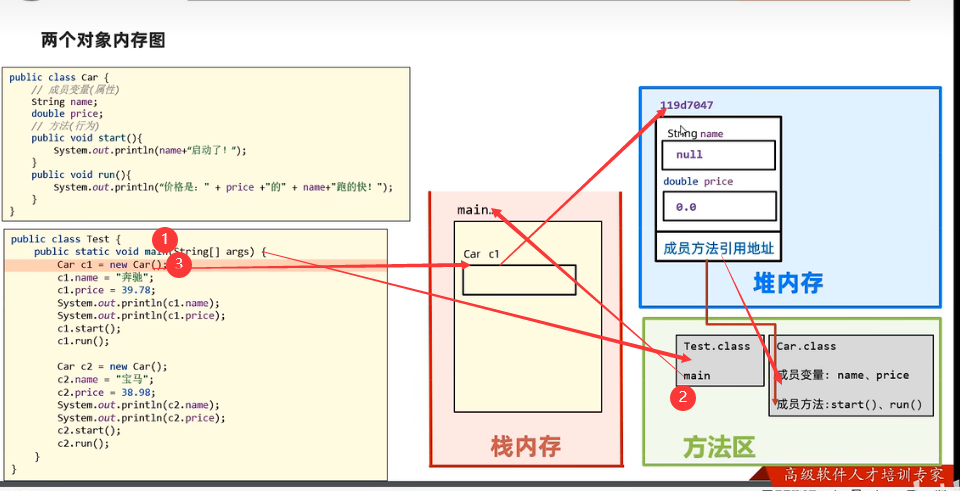 两个对象内存图
public class Car {
// 成员变量(属性)
String name;
double price;
// 方法(行为)
public void start(){
System.out.println(name+"启动了！");
}
public void run(){
System.out.println("价格是：" + price +"的" + name+"跑的快！");
}
}
public class Test {
public static void main(String[] args) {
Car c1 = new Car();
c1.name = "奔驰";
c1.price = 39.78;
System.out.println(c1.name);
System.out.println(c1.price);
c1.start();
c1.run();
Car c2 = new Car();
c2.name = "宝马";
c2.price = 38.98;
System.out.println(c2.name);
System.out.println(c2.price);
c2.start();
c2.run();
}
}
1
3
main…
Car c1
栈内存
119d7047
String name
null
double price
0.0
成员方法引用地址
堆内存
Test.class
main
2
Car.class
成员变量: name、price
成员方法:start()、run()
方法区
高级软件人才培训专家